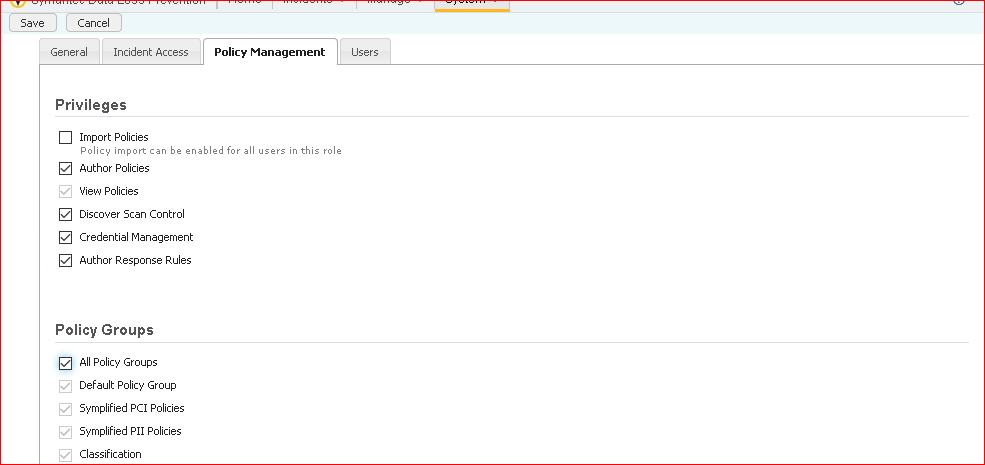 Symantec Data Loss Prevention Home Incidents Manage System
Save Cancel
General Incident Access Policy Management Users
Privileges
Import Policies
Policy import can be enabled for all users in this role
Author Policies
View Policies
Discover Scan Control
Credential Management
Author Response Rules
Policy Groups
All Policy Groups
Default Policy Group
Symplified PCI Policies
Symplified PII Policies
Classification